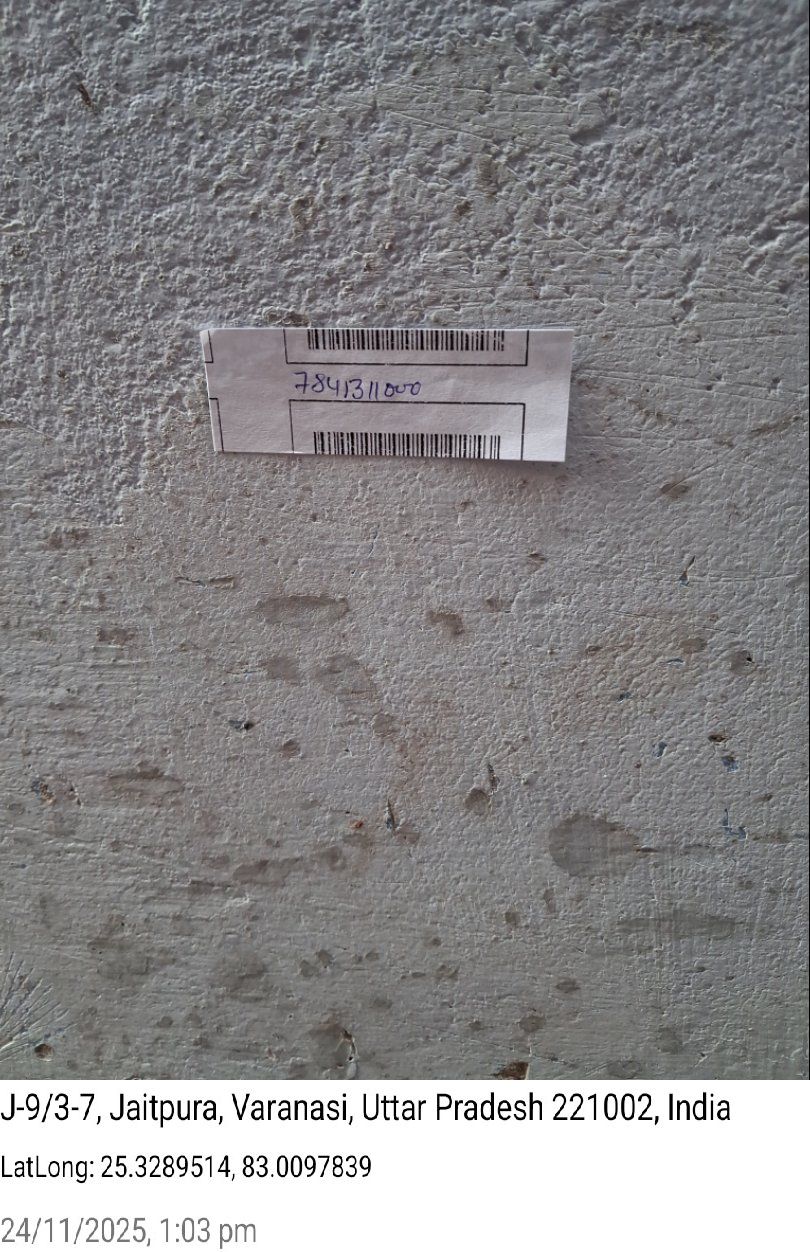 7841311000
J-9/3-7, Jaitpura, Varanasi, Uttar Pradesh 221002, India
LatLong: 25.3289514, 83.0097839
24/11/2025, 1:03 pm